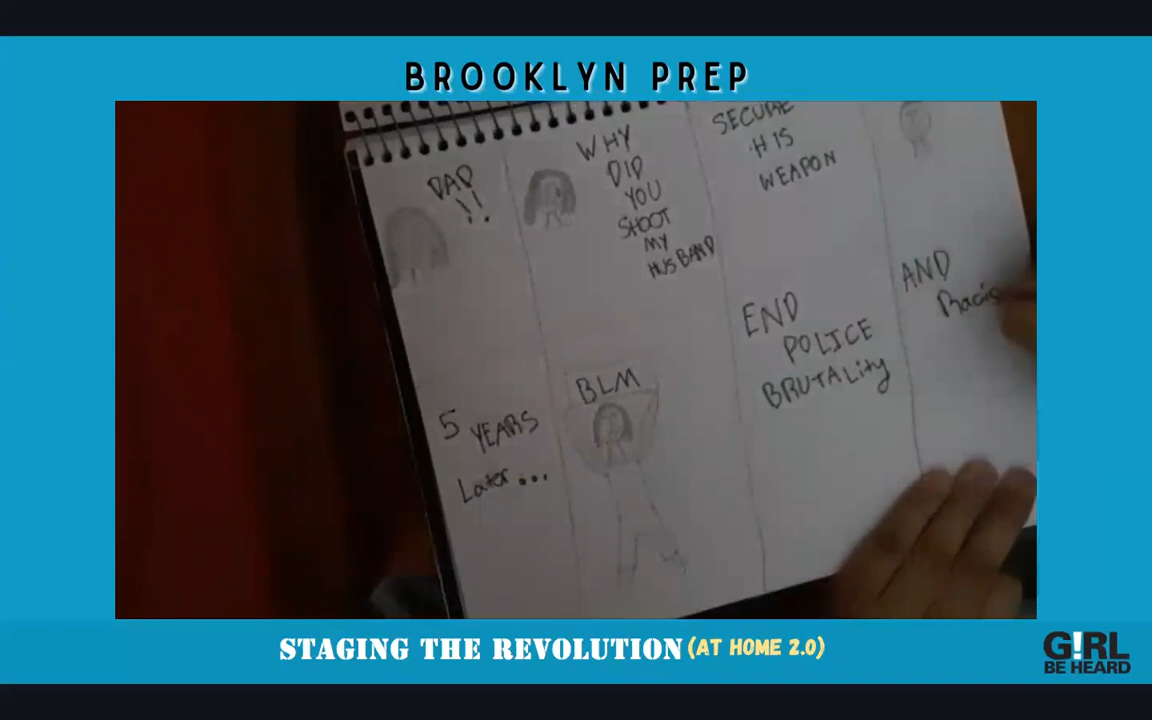 BROOKLYN PREP
DAD
!!
WHY
DID
YOU
SHOOT
MY
HUSBAND
SECURE
HIS
WEAPON
5
YEARS
Later...
BLM
END
POLICE
BRUTALity
AND
Racis
STAGING THE REVOLUTION (AT HOME 2.0)
G!RL
BE HEARD